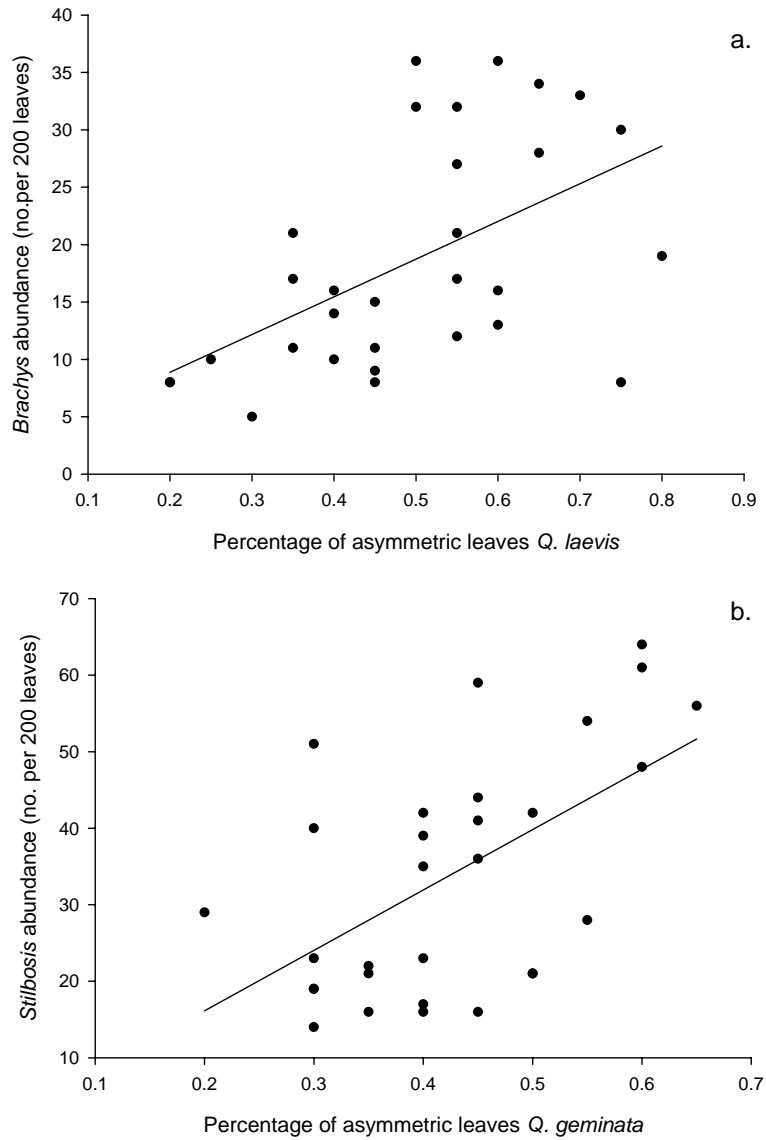 a.
Brachys abundance (no.per 200 leaves)
40
35
30
25
20
15
10
5
0
0.1 0.2 0.3 0.4 0.5 0.6 0.7 0.8 0.9
Percentage of asymmetric leaves Q. laevis
b.
Stilbosis abundance (no. per 200 leaves)
70
60
50
40
30
20
10
0.1 0.2 0.3 0.4 0.5 0.6 0.7
Percentage of asymmetric leaves Q. geminata